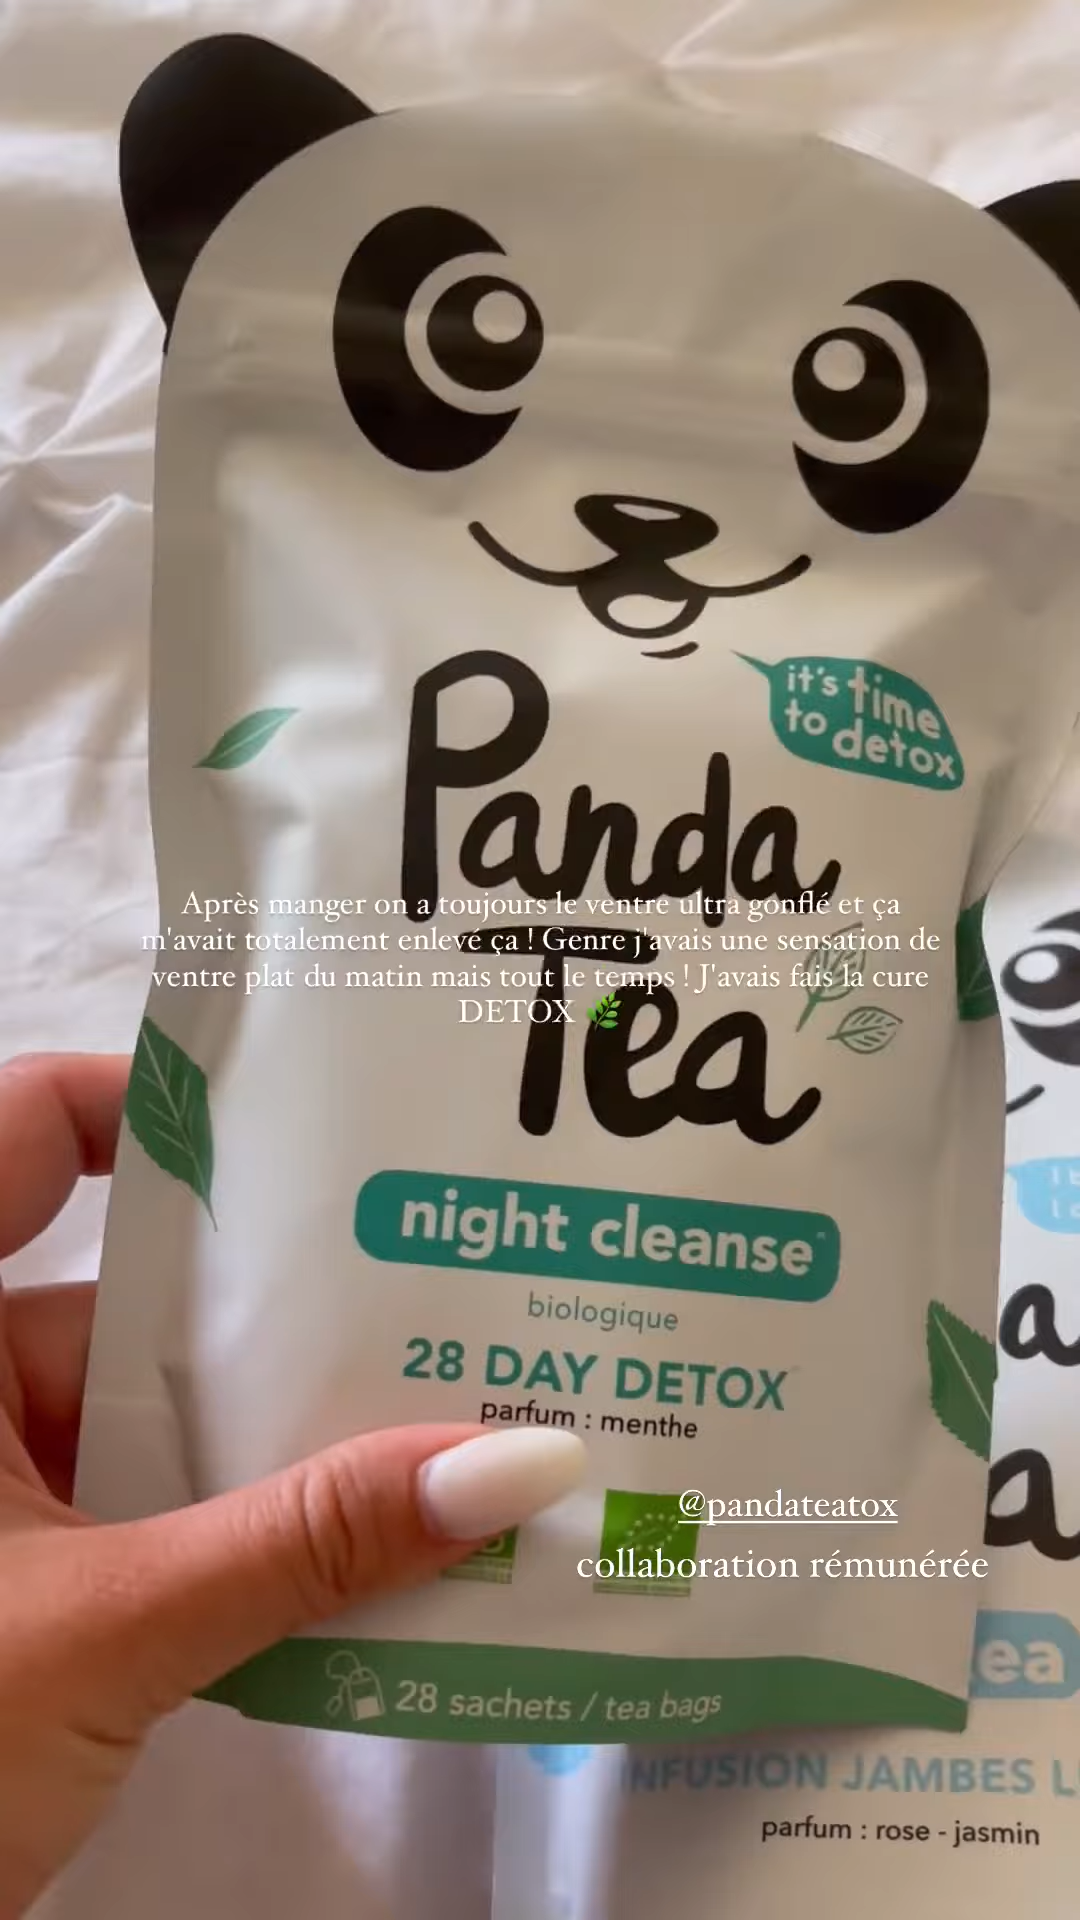 it's time
to detox
Panda
Après manger on a toujours le ventre ultra gonflé et ça
m'avait totalement enlevé ça ! Genre j'avais une sensation de
ventre plat du matin mais tout le temps ! J'avais fais la cure
DETOX
Tea
night cleanse
biologique
28 DAY DETOX
parfum : menthe
@pandateatox
collaboration rémunérée
28 sachets / tea bags
INFUSION JAMBES
parfum : rose - jasmin